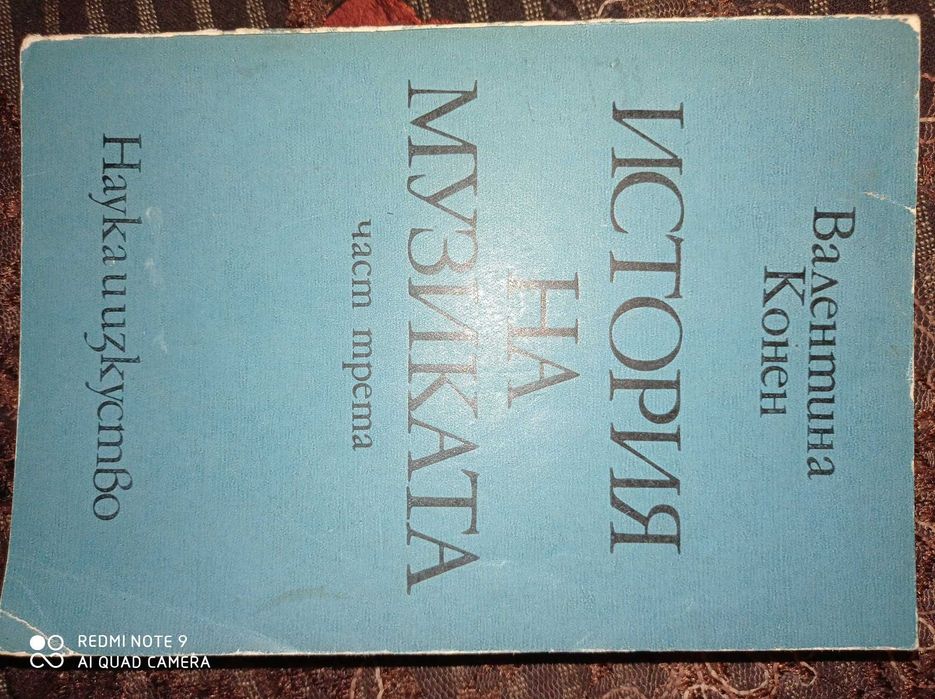 Валентина
Конен
ИСТОРИЯ
НА
МУЗИКАТА
част трета
Наука и изкуство
REDMI NOTE 9
AI QUAD CAMERA